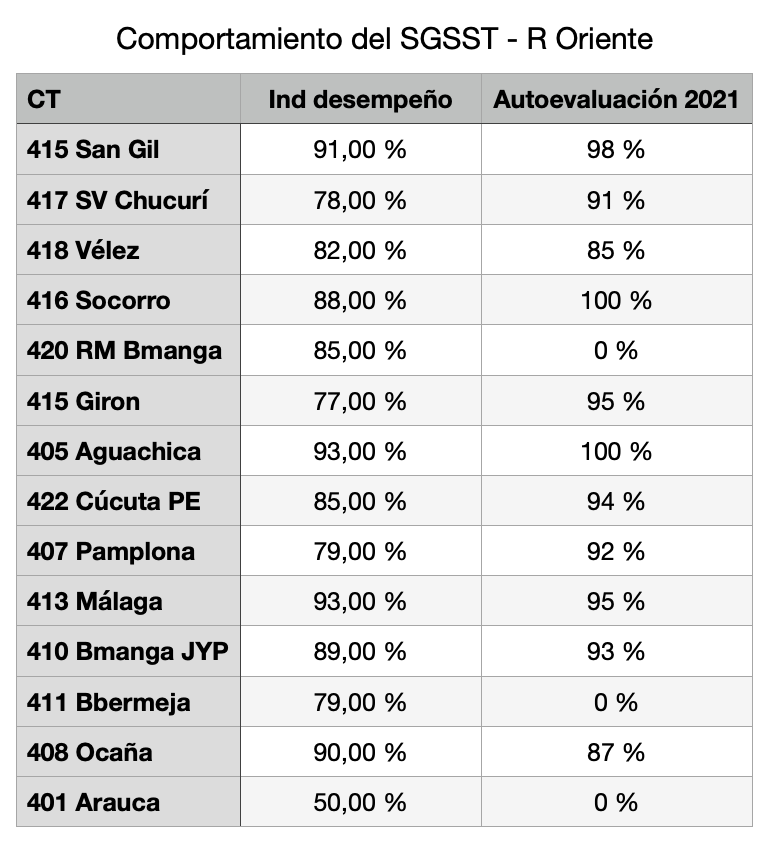 Comportamiento del SGSST - R Oriente
CT Ind desempeño Autoevaluación 2021
415 San Gil 91,00 % 98 %
417 SV Chucurí 78,00 % 91 %
418 Vélez 82,00 % 85 %
416 Socorro 88,00 % 100 %
420 RM Bmanga 85,00 % 0 %
415 Giron 77,00 % 95 %
405 Aguachica 93,00 % 100 %
422 Cúcuta PE 85,00 % 94 %
407 Pamplona 79,00 % 92 %
413 Málaga 93,00 % 95 %
410 Bmanga JYP 89,00 % 93 %
411 Bbermeja 79,00 % 0 %
408 Ocaña 90,00 % 87 %
401 Arauca 50,00 % 0 %